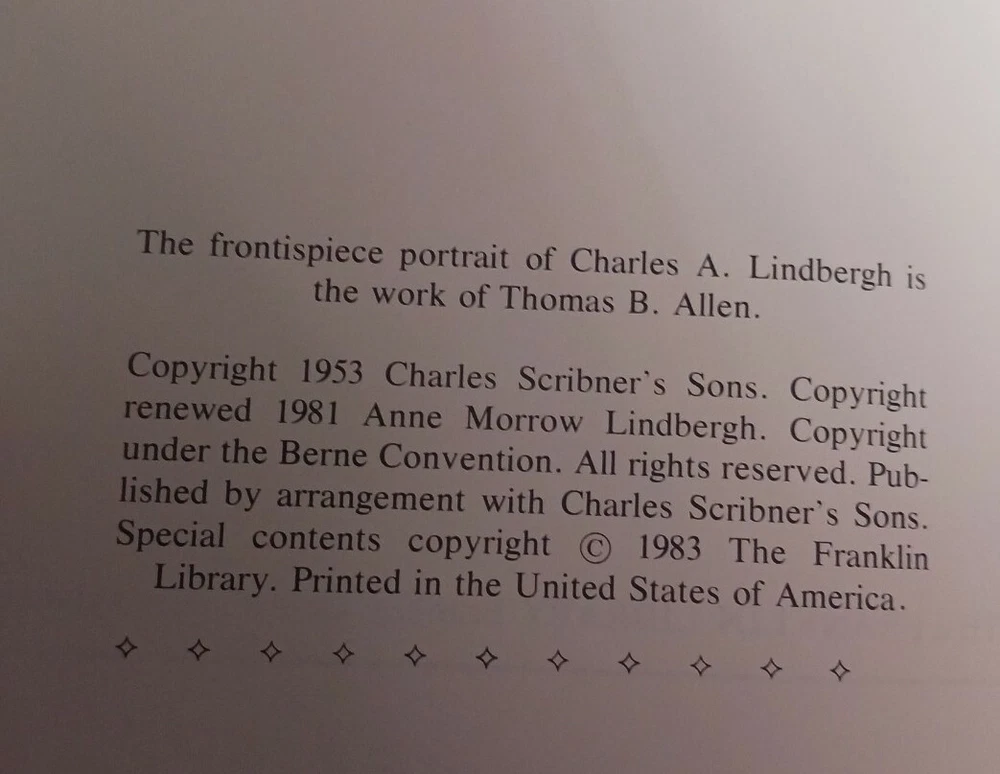 The frontispiece portrait of Charles A. Lindbergh is
the work of Thomas B. Allen.
Copyright 1953 Charles Scribner's Sons. Copyright
renewed 1981 Anne Morrow Lindbergh. Copyright
under the Berne Convention. All rights reserved. Pub-
lished by arrangement with Charles Scribner's Sons.
Special contents copyright © 1983 The Franklin
Library. Printed in the United States of America.